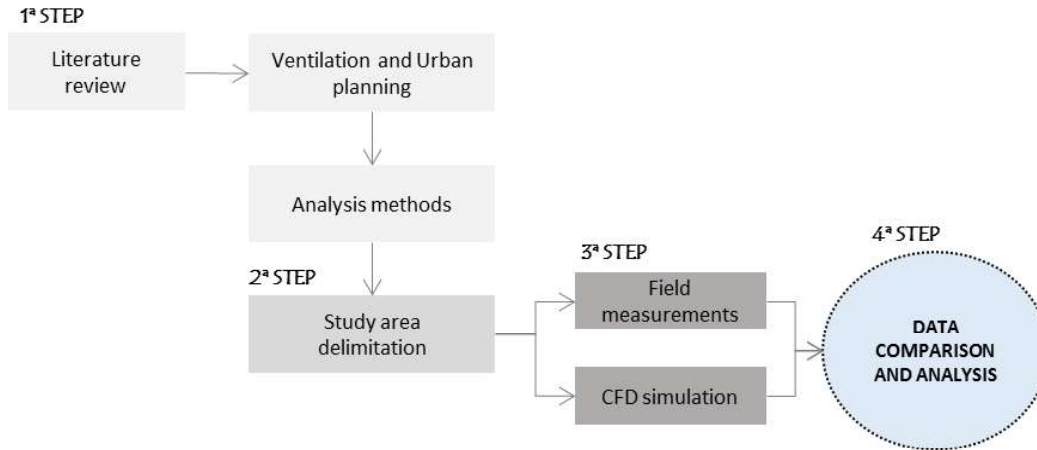 1ª STEP
Literature
review
Ventilation and Urban
planning
Analysis methods
2ª STEP
Study area
delimitation
3ª STEP
Field
measurements
CFD simulation
4ª STEP
DATA
COMPARISON
AND ANALYSIS